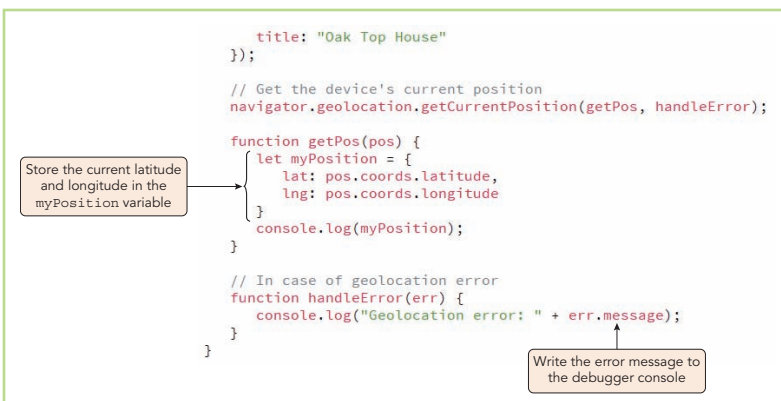 title: "Oak Top House"
});
// Get the device's current position
navigator.geolocation.getCurrentPosition(getPos, handleError);
function getPos(pos) {
let myPosition = {
lat: pos.coords.latitude,
lng: pos.coords.longitude
}
console.log(myPosition);
}
Store the current latitude
and longitude in the
myPosition variable
// In case of geolocation error
function handleError(err) {
console.log("Geolocation error: " + err.message);
}
}
Write the error message to
the debugger console